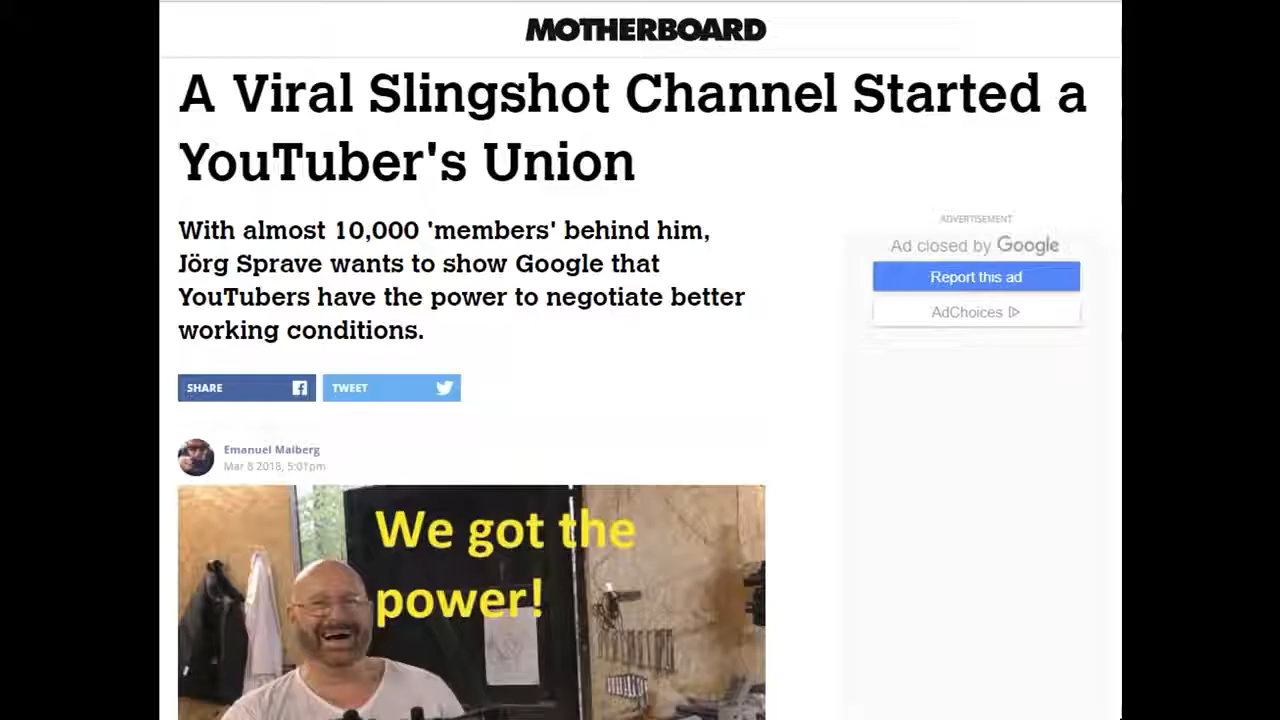 MOTHERBOARD
A Viral Slingshot Channel Started a
YouTuber's Union
With almost 10,000 'members' behind him,
Jörg Sprave wants to show Google that
YouTubers have the power to negotiate better
working conditions.
ADVERTISEMENT
Ad closed by Google
Report this ad
AdChoices
SHARE
TWEET
Emanuel Maiberg
Mar 8 2018, 5:01pm
We got the
power!